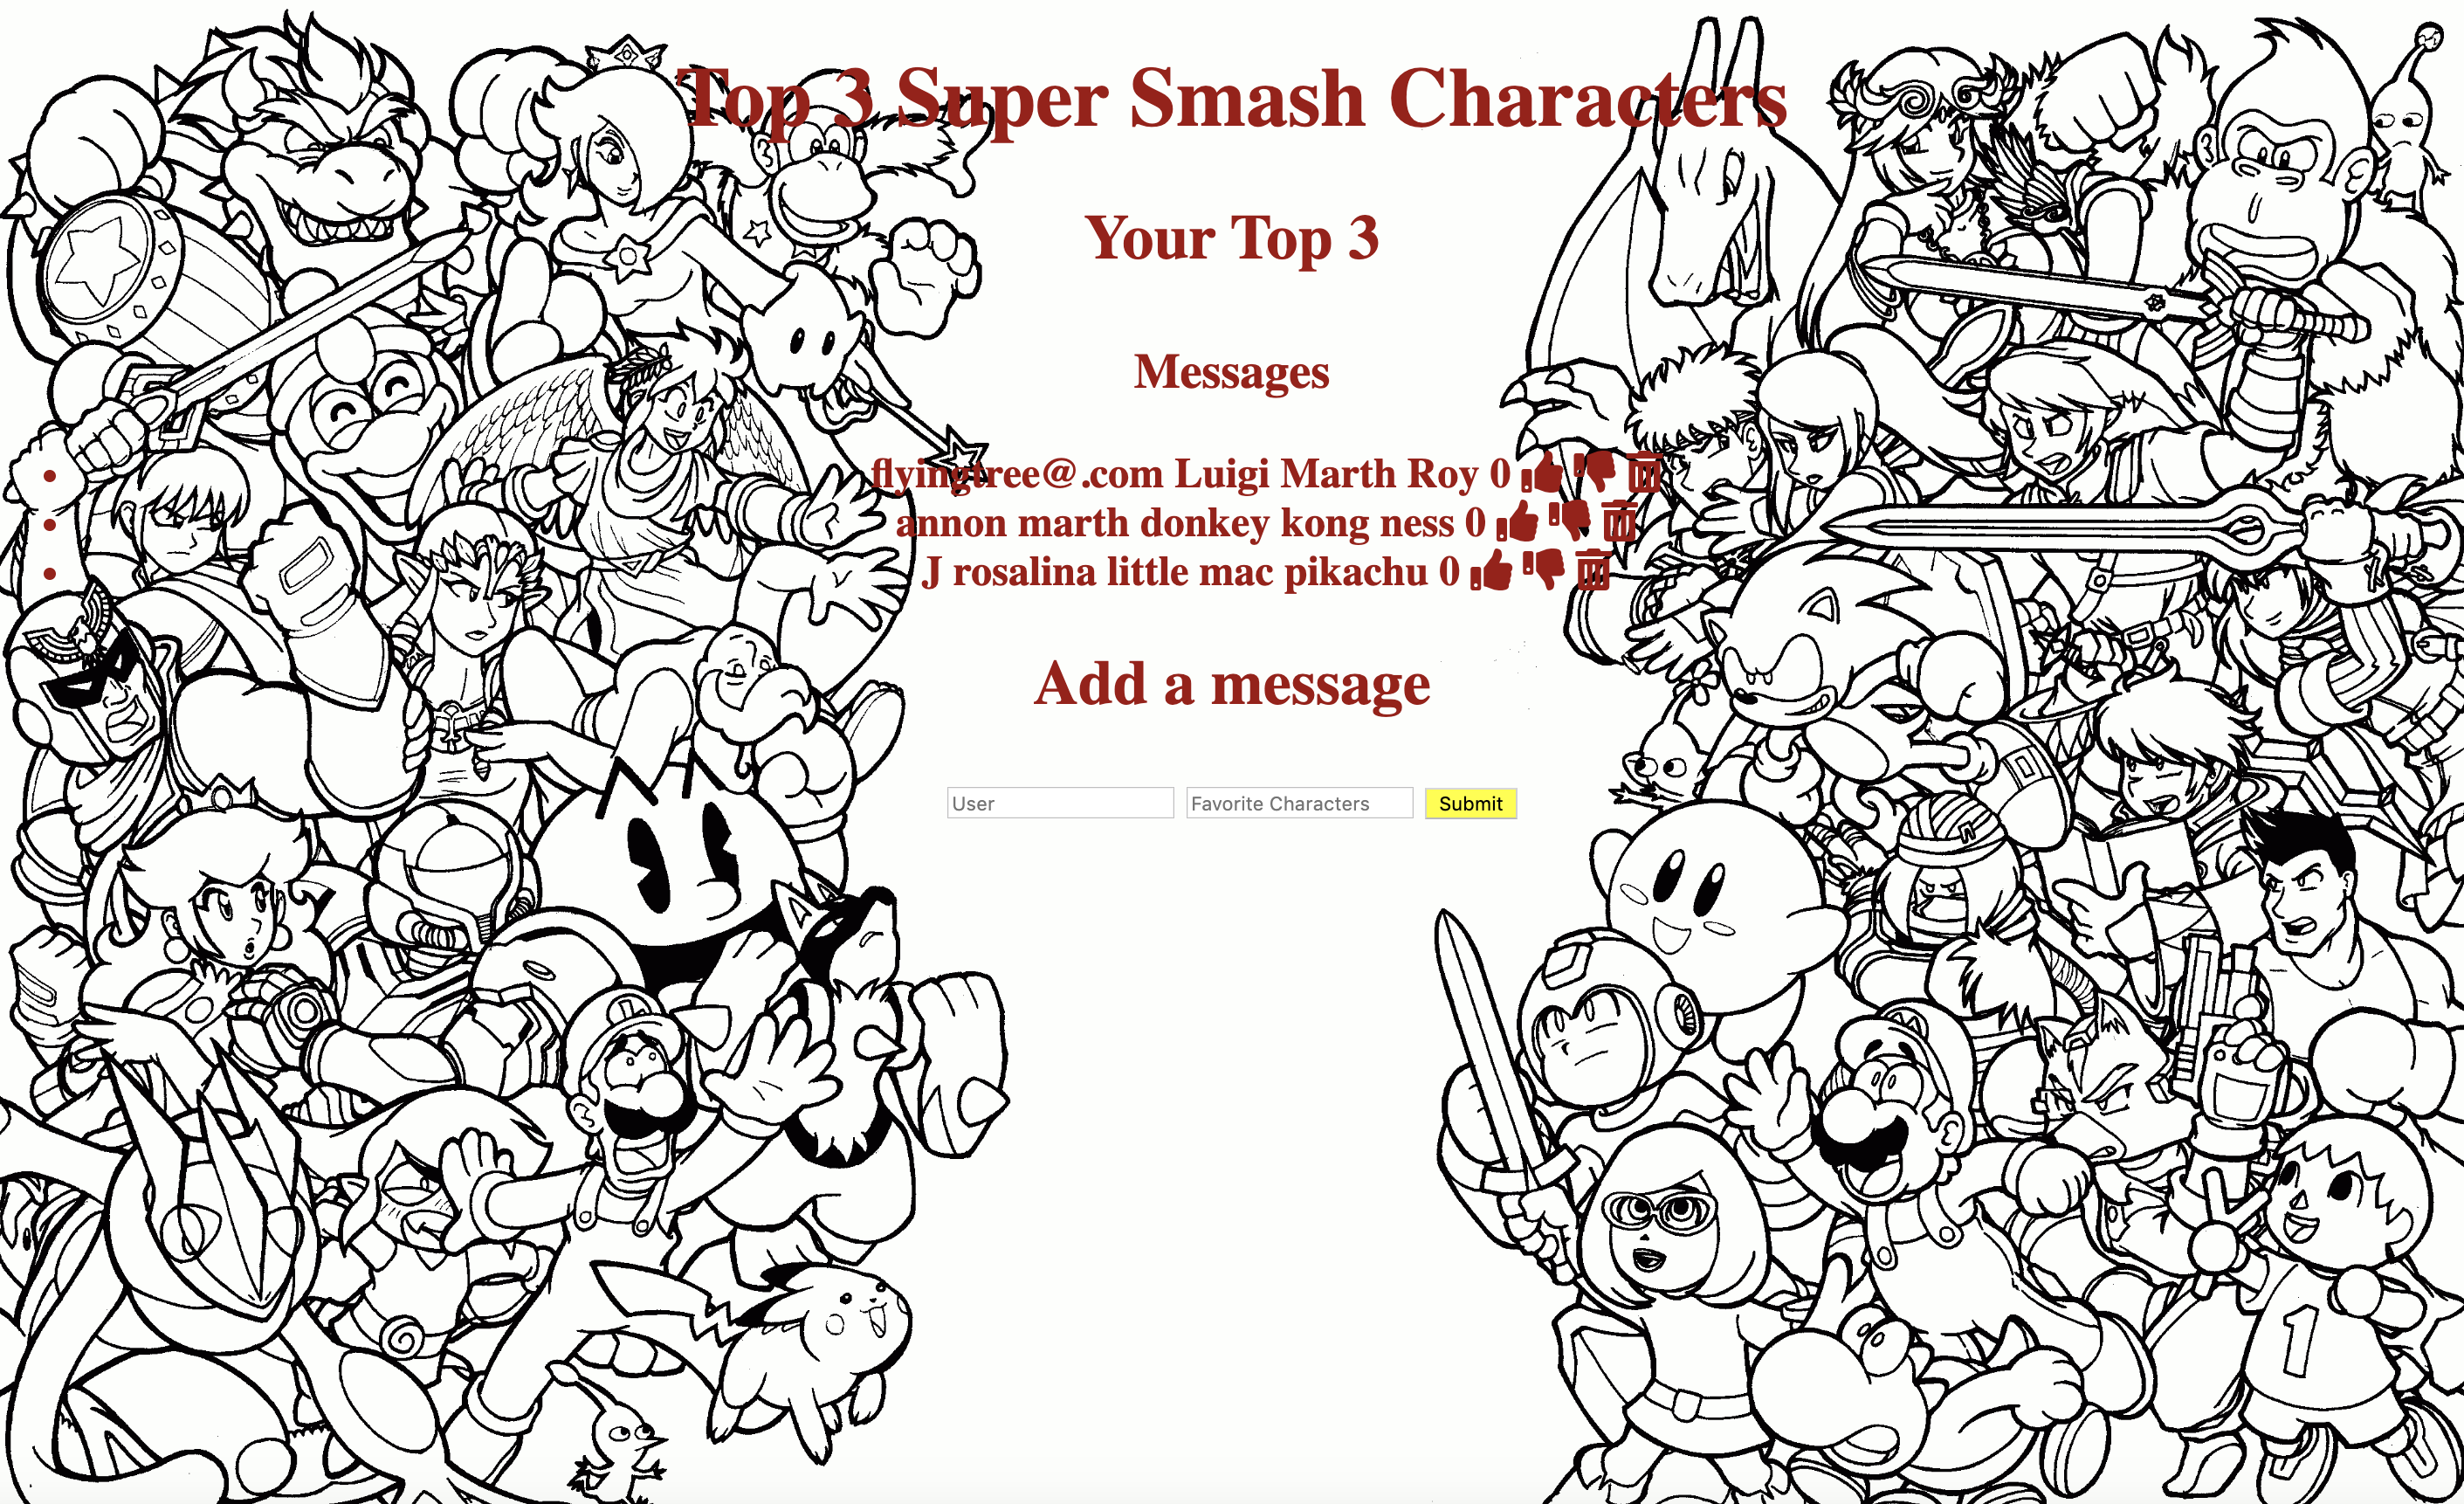 Top 3 Super Smash Characters
Your Top 3
Messages
flyingtree@.com Luigi Marth Roy 0
annon marth donkey kong ness 0
J rosalina little mac pikachu 0
Add a message
User Favorite Characters Submit
1